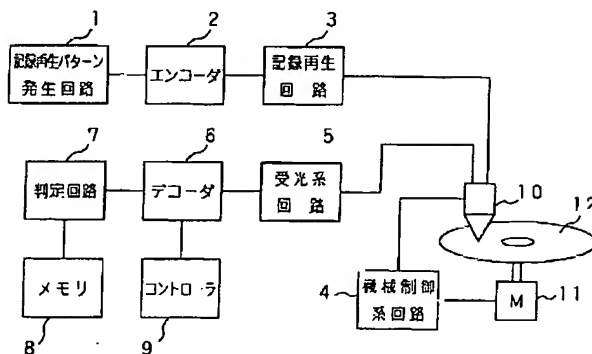 1
2
3
記録再生パターン
発生回路
エンコーダ
記録再生
回路
7
6
5
判定回路
デコーダ
受光系
回路
10
12
メモリ
コントローラ
4
機械制御
系回路
M
11
8
9